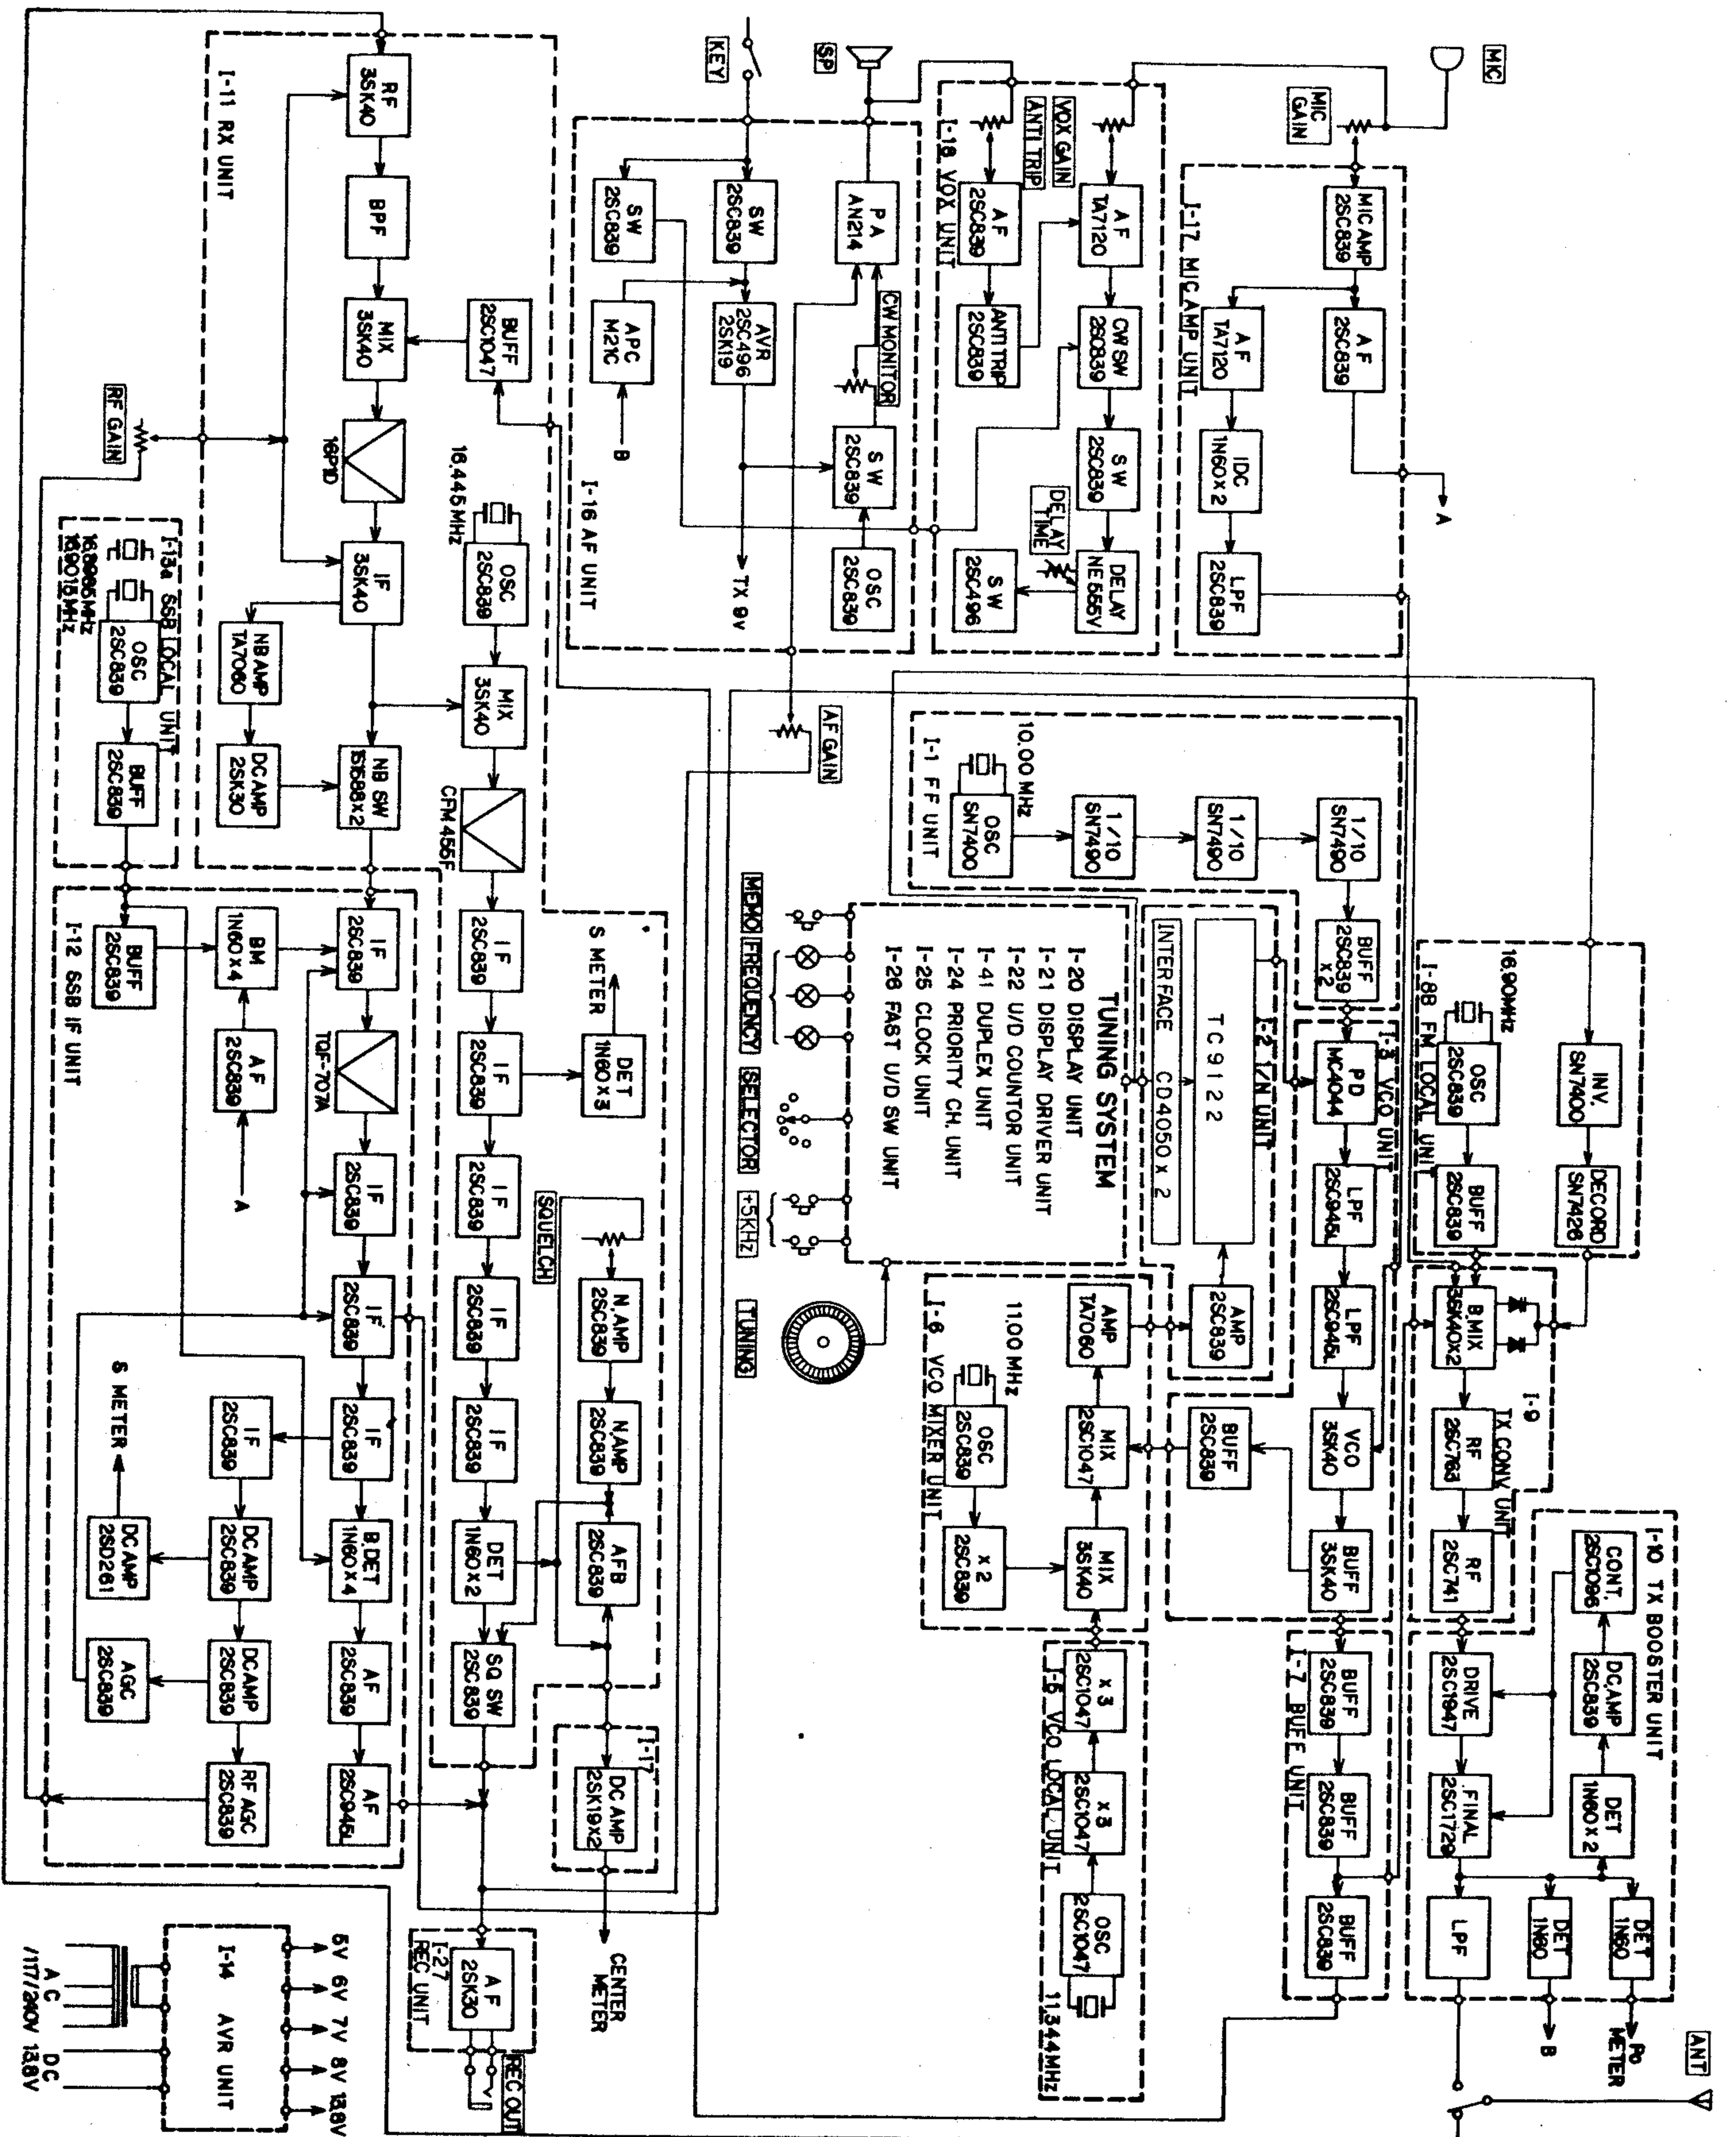 MIC
MIC
GAIN
MIC AMP
2SC839
A F
2SC839
A
A F
TA7120
IDC
1N60×2
LPF
2SC839
I-17 MIC AMP UNIT
VOX GAIN
A F
TA7120
CW SW
2SC839
S W
2SC839
DELAY
NE555V
DELAY
TIME
ANTI TRIP
A F
2SC839
ANTI TRIP
2SC839
S W
2SC496
I-18 VOX UNIT
SP
P A
AN214
CW MONITOR
S W
2SC839
OSC
2SC839
KEY
SW
2SC839
AVR
2SC496
2SK19
TX 9V
SW
2SC839
APC
M21C
B
I-16 AF UNIT
AF GAIN
I-11 RX UNIT
RF
3SK40
BPF
MIX
3SK40
BUFF
2SC1047
16P1D
IF
3SK40
16.445MHz
OSC
2SC839
MIX
3SK40
CFM455F
NB AMP
TA7060
DC AMP
2SK30
NB SW
1S1588×2
RF GAIN
I-13a SSB LOCAL UNIT
16.8985MHz
16.9015MHz
OSC
2SC839
BUFF
2SC839
INV.
SN7400
DECORD
SN7426
16.90MHz
OSC
2SC839
BUFF
2SC839
I-8B FM LOCAL UNIT
10.00 MHz
OSC
SN7400
1/10
SN7490
1/10
SN7490
1/10
SN7490
BUFF
2SC839
×2
I-1 FF UNIT
I-3 VCO UNIT
PD
MC4044
LPF
2SC945L
LPF
2SC945L
VCO
3SK40
BUFF
3SK40
BUFF
2SC839
I-2 1/N UNIT
TC9122
INTERFACE CD4050×2
AMP
2SC839
TUNING SYSTEM
I-20 DISPLAY UNIT
I-21 DISPLAY DRIVER UNIT
I-22 U/D COUNTOR UNIT
I-41 DUPLEX UNIT
I-24 PRIORITY CH. UNIT
I-25 CLOCK UNIT
I-26 FAST U/D SW UNIT
MEMO
FREQUENCY
SELECTOR
+5KHz
TUNING
AMP
TA7060
MIX
2SC1047
MIX
3SK40
11.00 MHz
OSC
2SC839
×2
2SC839
I-6 VCO MIXER UNIT
×3
2SC1047
×3
2SC1047
OSC
2SC1047
11.344MHz
I-5 VCO LOCAL UNIT
B.MIX
3SK40×2
RF
2SC763
RF
2SC741
I-9 TX CONV UNIT
I-10 TX BOOSTER UNIT
CONT.
2SC1096
DC.AMP
2SC839
DET
1N60×2
DRIVE
2SC1947
FINAL
2SC1729
LPF
DET
1N60
DET
1N60
Po
METER
B
ANT
BUFF
2SC839
BUFF
2SC839
BUFF
2SC839
I-7 BUFF UNIT
S METER
DET
1N60×3
IF
2SC839
IF
2SC839
IF
2SC839
IF
2SC839
IF
2SC839
DET
1N60×2
SQ SW
2SC839
SQUELCH
N.AMP
2SC839
N.AMP
2SC839
AFB
2SC839
I-17
DC AMP
2SK19×2
CENTER
METER
I-12 SSB IF UNIT
BUFF
2SC839
BM
1N60×4
A F
2SC839
A
IF
2SC839
TQF-707A
IF
2SC839
IF
2SC839
IF
2SC839
B.DET
1N60×4
AF
2SC839
AF
2SC945L
IF
2SC839
DC AMP
2SC839
DC AMP
2SC839
RF AGC
2SC839
S METER
DC AMP
2SD261
AGC
2SC839
I-27
REC UNIT
A F
2SK30
REC OUT
5V 6V 7V 8V 13.8V
I-14 AVR UNIT
AC DC
/117/240V 13.8V